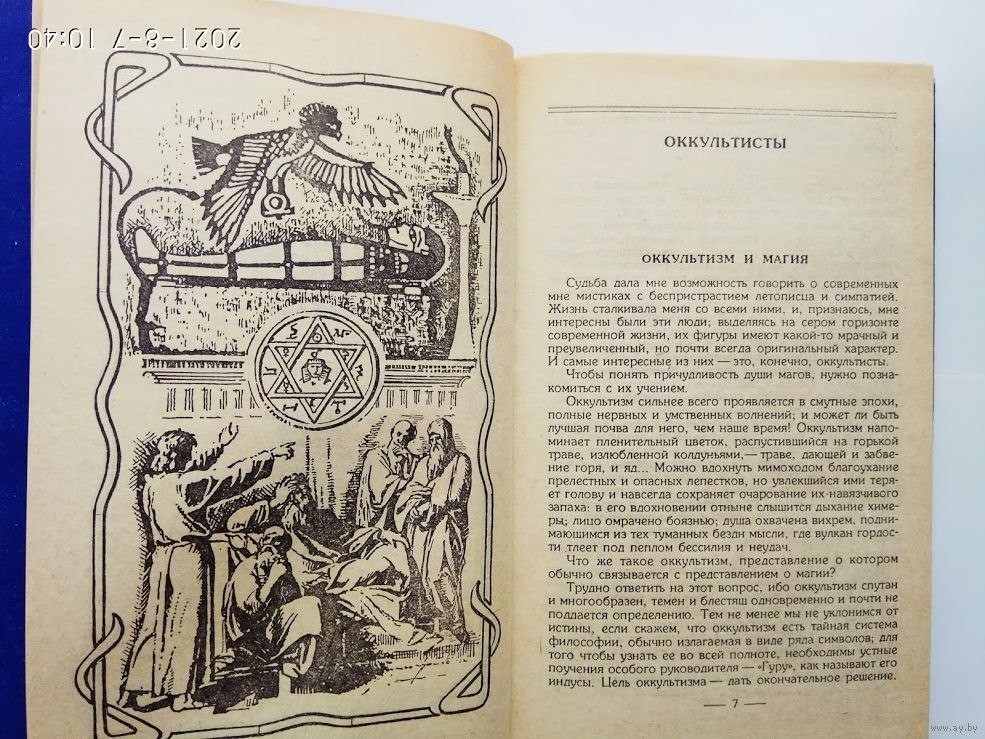 2021-8-7 10:40
ОККУЛЬТИСТЫ
ОККУЛЬТИЗМ И МАГИЯ
Судьба дала мне возможность говорить о современных
мне мистиках с беспристрастием летописца и симпатией.
Жизнь сталкивала меня со всеми ними, и, признаюсь, мне
интересны были эти люди; выделяясь на сером горизонте
современной жизни, их фигуры имеют какой-то мрачный и
преувеличенный, но почти всегда оригинальный характер.
И самые интересные из них — это, конечно, оккультисты.
Чтобы понять причудливость души магов, нужно позна-
комиться с их учением.
Оккультизм сильнее всего проявляется в смутные эпохи,
полные нервных и умственных волнений; и может ли быть
лучшая почва для него, чем наше время! Оккультизм напо-
минает пленительный цветок, распустившийся на горькой
траве, излюбленной колдуньями,— траве, дающей и забве-
ние горя, и яд... Можно вдохнуть мимоходом благоухание
прелестных и опасных лепестков, но увлекшийся ими теря-
ет голову и навсегда сохраняет очарование их навязчивого
запаха: в его вдохновении отныне слышится дыхание химе-
ры; лицо омрачено боязнью; душа охвачена вихрем, подни-
мающимся из тех туманных бездн мысли, где вулкан гордос-
ти тлеет под пеплом бессилия и неудач.
Что же такое оккультизм, представление о котором
обычно связывается с представлением о магии?
Трудно ответить на этот вопрос, ибо оккультизм спутан
и многообразен, темен и блестящ одновременно и почти не
поддается определению. Тем не менее мы не уклонимся от
истины, если скажем, что оккультизм есть тайная система
философии, обычно излагаемая в виде ряда символов; для
того чтобы узнать ее во всей полноте, необходимы устные
поучения особого руководителя — «Гуру», как называют его
индусы. Цель оккультизма — дать окончательное решение.
— 7 —
www.ay.by